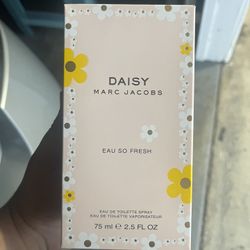 DAISY
MARC JACOBS
EAU SO FRESH
EAU DE TOILETTE SPRAY
EAU DE TOILETTE VAPORISATEUR
75 ml ℮ 2.5 FL OZ